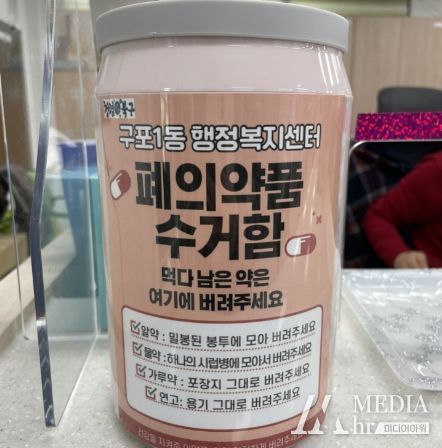 구포1동 행정복지센터
폐의약품
수거함
먹다 남은 약은
여기에 버려주세요
알약 : 밀봉된 봉투에 모아 버려주세요
물약 : 하나의 시럽병에 모아서 버려주세요
가루약 : 포장지 그대로 버려주세요
연고 : 용기 그대로 버려주세요
MEDIA
hr
미디어아워